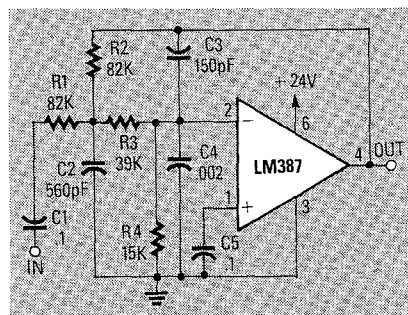 R2
82K
C3
150pF
R1
82K
+ 24V
R3
39K
2
−
6
C2
560pF
C4
.002
LM387
4
OUT
1
+
3
C1
.1
R4
15K
C5
.1
IN